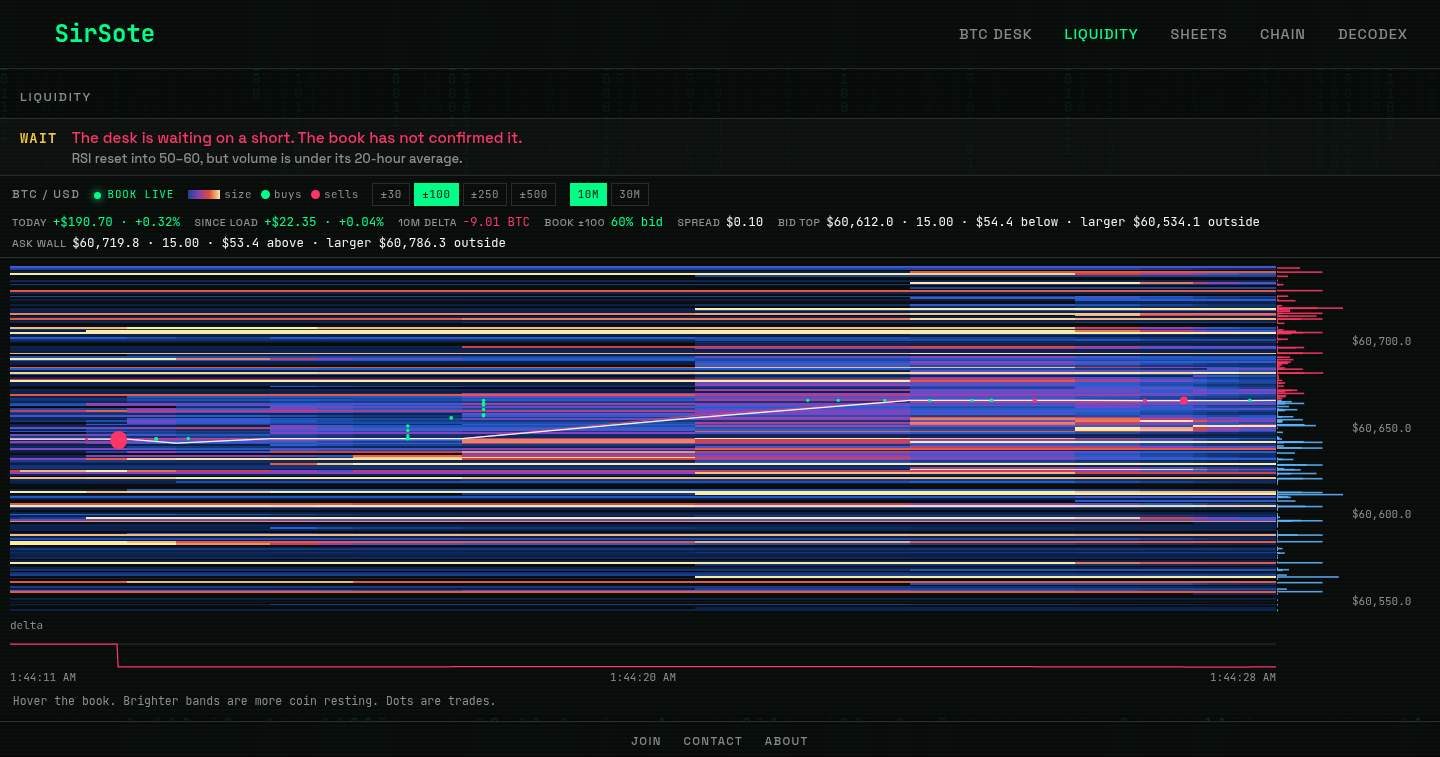 SirSote
BTC DESK LIQUIDITY SHEETS CHAIN DECODEX
LIQUIDITY
WAIT The desk is waiting on a short. The book has not confirmed it.
RSI reset into 50–60, but volume is under its 20-hour average.
BTC / USD BOOK LIVE size buys sells ±30 ±100 ±250 ±500 10M 30M
TODAY +$190.70 · +0.32% SINCE LOAD +$22.35 · +0.04% 10M DELTA -9.01 BTC BOOK ±100 60% bid SPREAD $0.10 BID TOP $60,612.0 · 15.00 · $54.4 below · larger $60,534.1 outside
ASK WALL $60,719.8 · 15.00 · $53.4 above · larger $60,786.3 outside
$60,700.0
$60,650.0
$60,600.0
$60,550.0
delta
1:44:11 AM 1:44:20 AM 1:44:28 AM
Hover the book. Brighter bands are more coin resting. Dots are trades.
JOIN CONTACT ABOUT